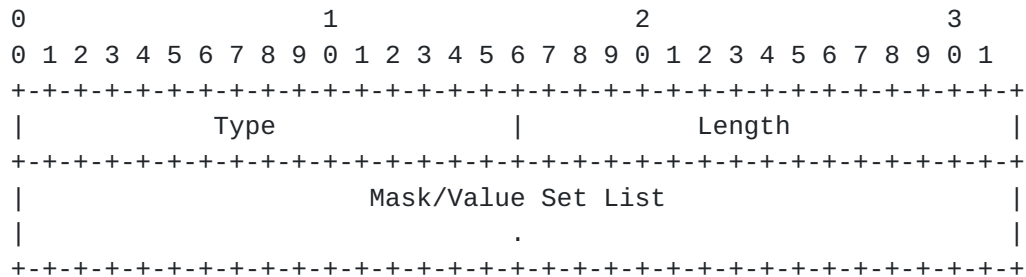 0                   1                   2                   3
0 1 2 3 4 5 6 7 8 9 0 1 2 3 4 5 6 7 8 9 0 1 2 3 4 5 6 7 8 9 0 1
+-+-+-+-+-+-+-+-+-+-+-+-+-+-+-+-+-+-+-+-+-+-+-+-+-+-+-+-+-+-+-+-+
|            Type               |           Length              |
+-+-+-+-+-+-+-+-+-+-+-+-+-+-+-+-+-+-+-+-+-+-+-+-+-+-+-+-+-+-+-+-+
|                      Mask/Value Set List                      |
|                               .                               |
+-+-+-+-+-+-+-+-+-+-+-+-+-+-+-+-+-+-+-+-+-+-+-+-+-+-+-+-+-+-+-+-+